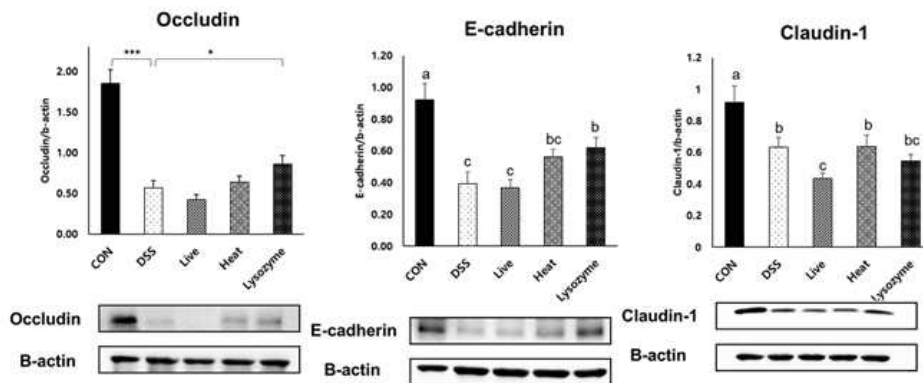 Occludin
***
*
Occludin/b-actin
2.00
1.50
1.00
0.50
0.00
CON
DSS
Live
Heat
Lysozyme
Occludin
B-actin
E-cadherin
E-cadherin/b-actin
1.20
1.00
0.80
0.60
0.40
0.20
0.00
a
c
c
bc
b
CON
DSS
Live
Heat
Lysozyme
E-cadherin
B-actin
Claudin-1
Claudin-1/b-actin
1.2
1
0.8
0.6
0.4
0.2
0
a
b
c
b
bc
CON
DSS
Live
Heat
Lysozyme
Claudin-1
B-actin